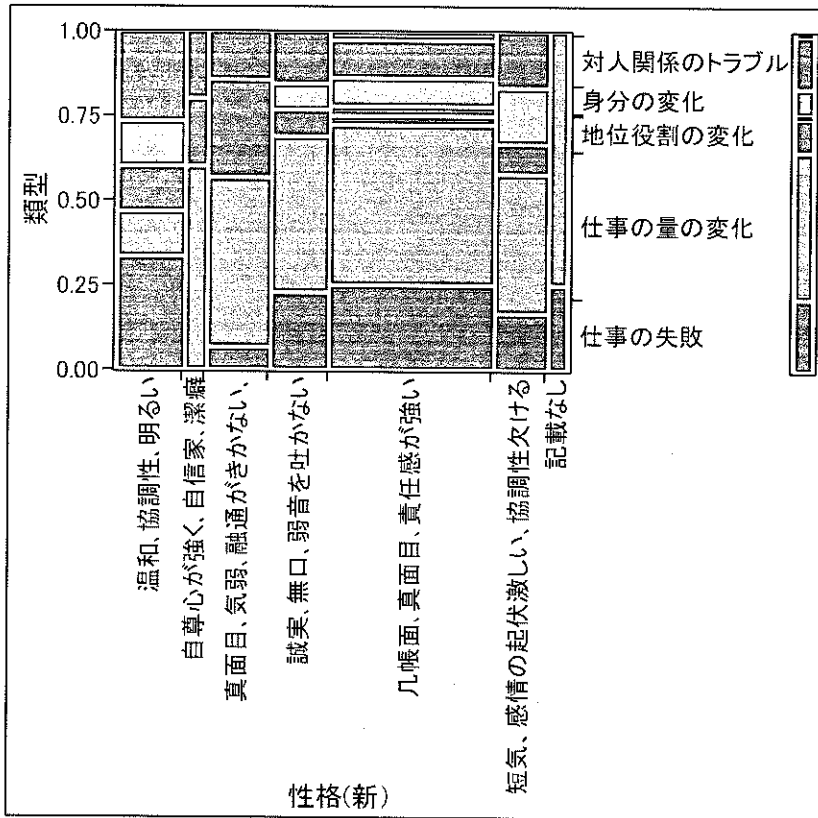 1.00
0.75
0.50
0.25
0.00
類型
対人関係のトラブル
身分の変化
地位役割の変化
仕事の量の変化
仕事の失敗
温和、協調性、明るい
自尊心が強く、自信家、潔癖
真面目、気弱、融通がきかない、
誠実、無口、弱音を吐かない
几帳面、真面目、責任感が強い
短気、感情の起伏激しい、協調性欠ける
記載なし
性格(新)